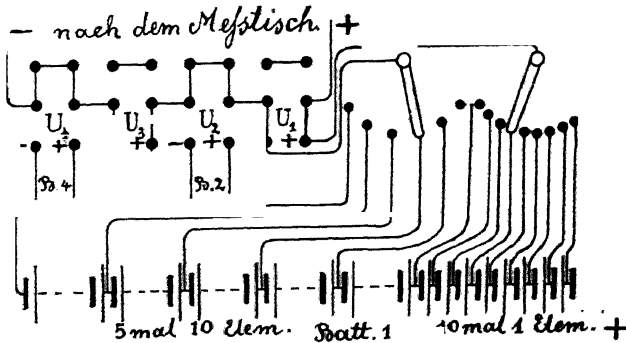 − nach dem Meßtisch. +
U4 U3 U2 U1
- + + - + +
B.4 B.2
5 mal 10 Elem. Batt. 1 10 mal 1 Elem. +